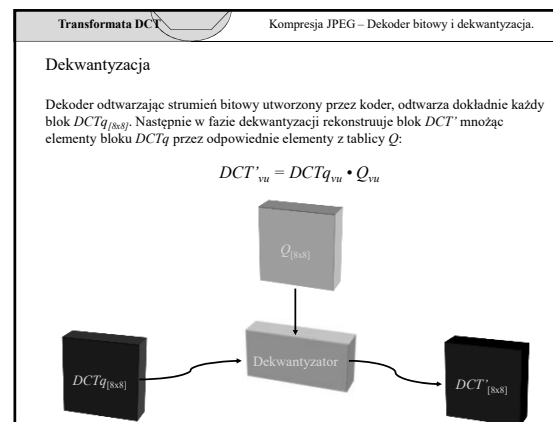 Transformata DCT
Kompresja JPEG – Dekoder bitowy i dekwantyzacja.
Dekwantyzacja
Dekoder odtwarzając strumień bitowy utworzony przez koder, odtwarza dokładnie każdy
blok DCTq[8x8]. Następnie w fazie dekwantyzacji rekonstruuje blok DCT’ mnożąc
elementy bloku DCTq przez odpowiednie elementy z tablicy Q:
DCT’vu = DCTqvu • Qvu
Q[8x8]
Dekwantyzator
DCTq[8x8]
DCT’[8x8]